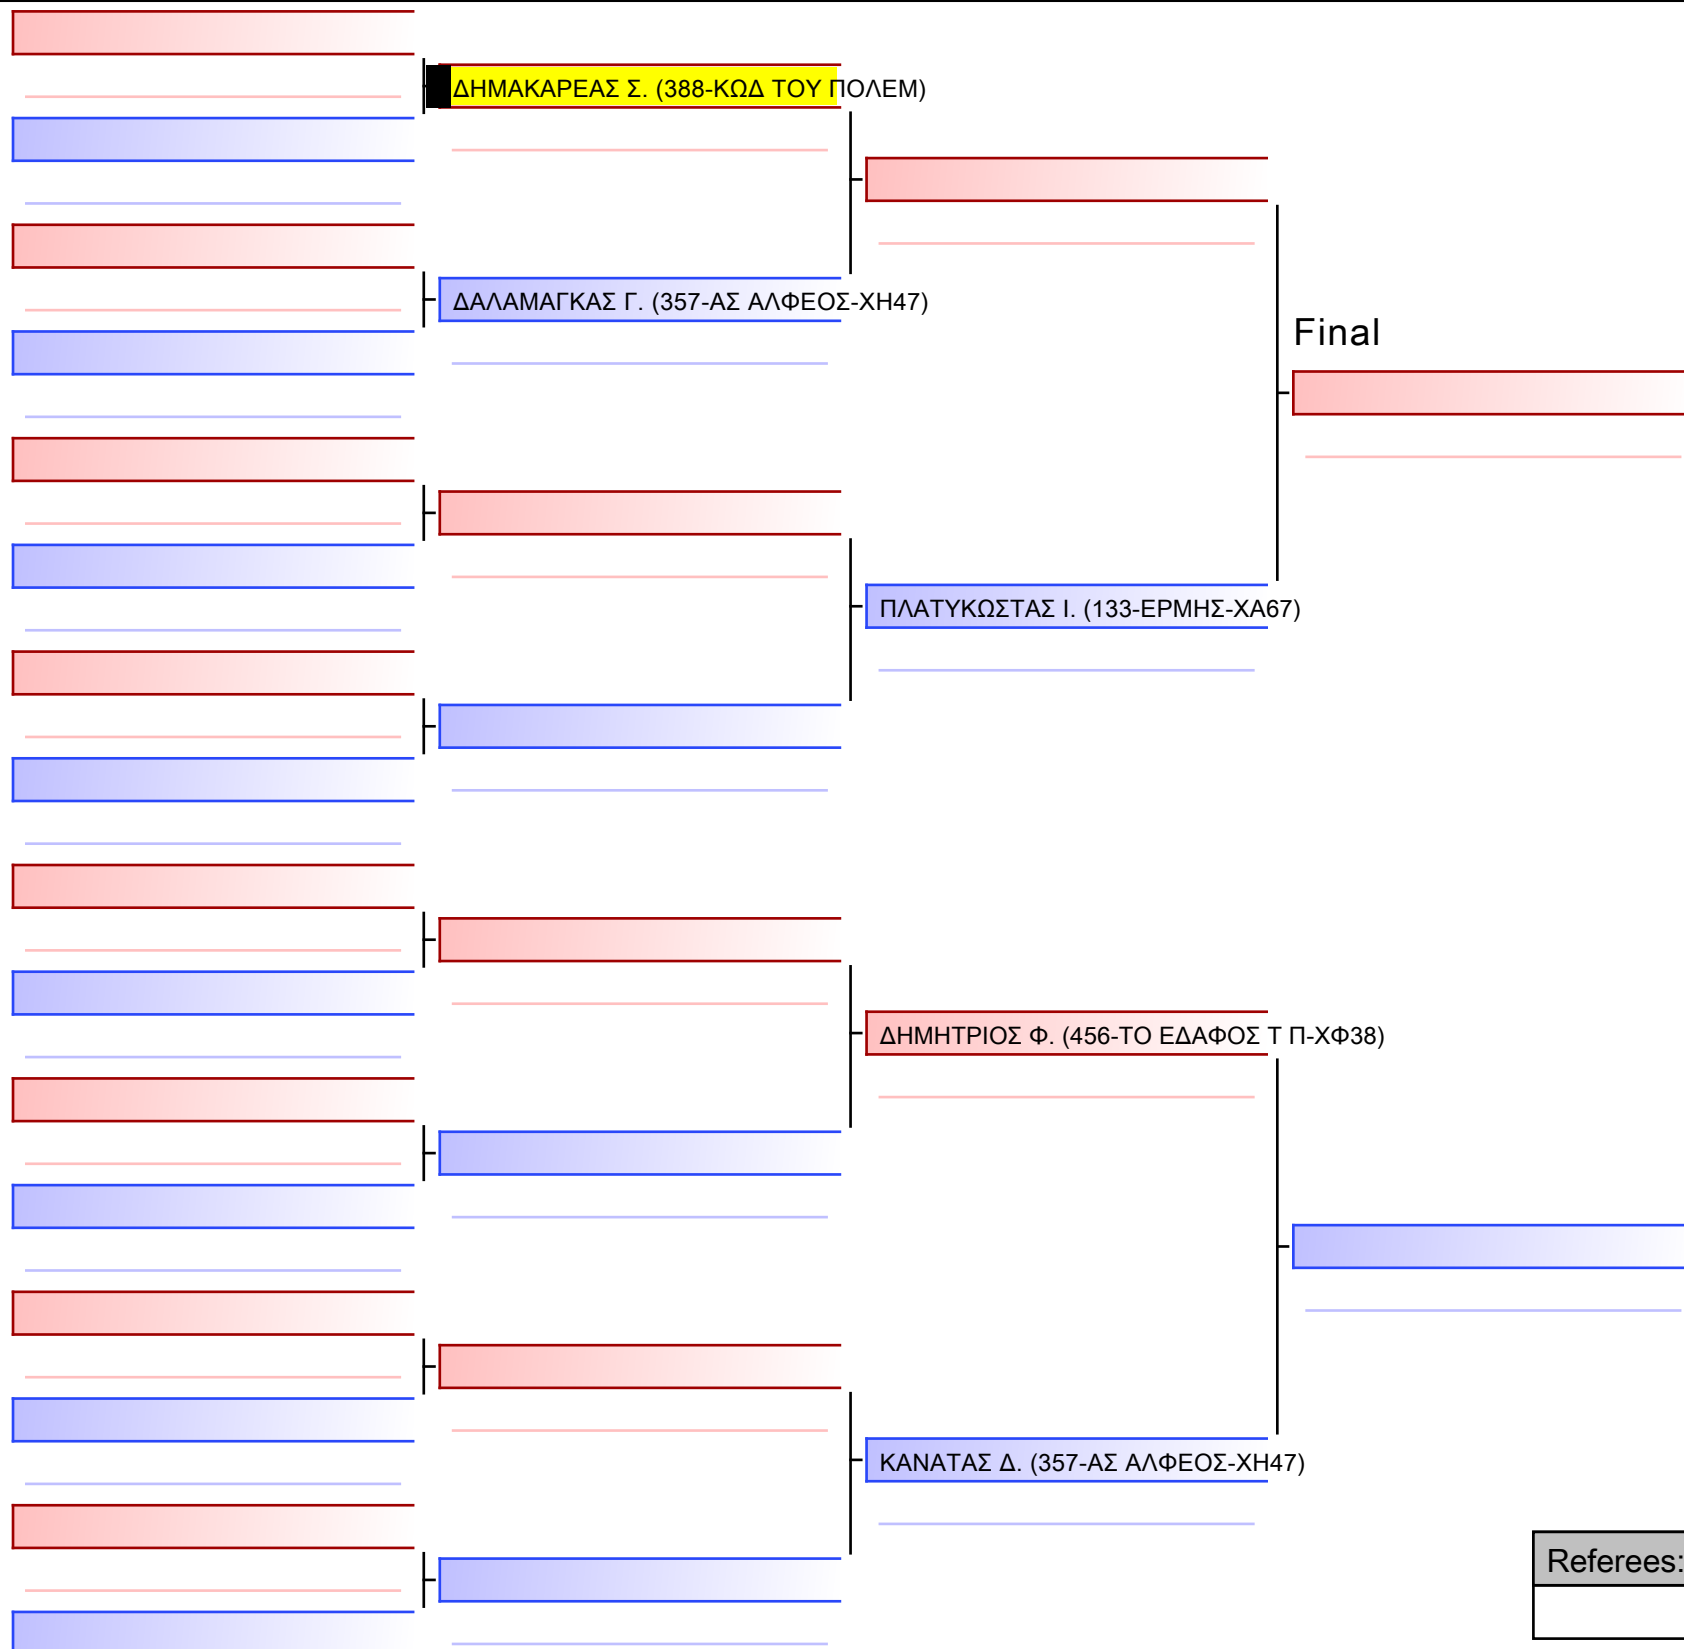 ΔΗΜΑΚΑΡΕΑΣ Σ. (388-ΚΩΔ ΤΟΥ ΠΟΛΕΜ)
ΔΑΛΑΜΑΓΚΑΣ Γ. (357-ΑΣ ΑΛΦΕΟΣ-ΧΗ47)
Final
ΠΛΑΤΥΚΩΣΤΑΣ Ι. (133-ΕΡΜΗΣ-ΧΑ67)
ΔΗΜΗΤΡΙΟΣ Φ. (456-ΤΟ ΕΔΑΦΟΣ Τ Π-ΧΦ38)
ΚΑΝΑΤΑΣ Δ. (357-ΑΣ ΑΛΦΕΟΣ-ΧΗ47)
Referees: